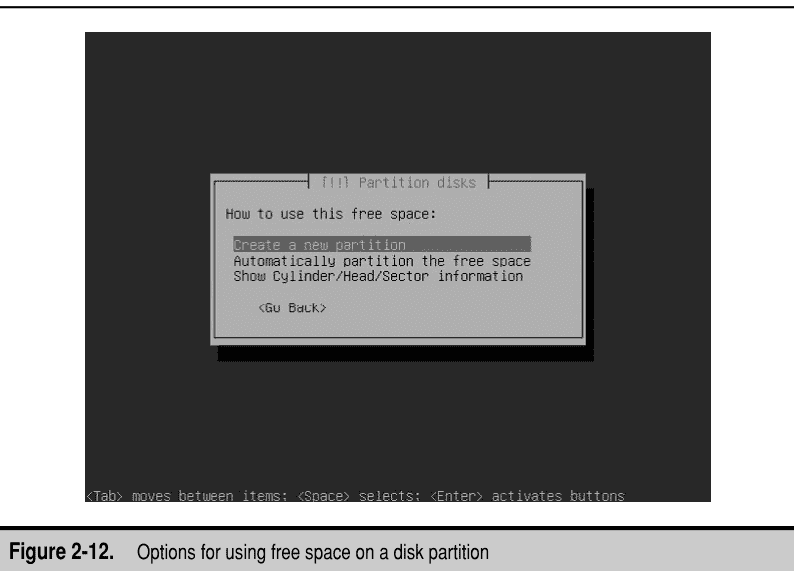 [!!] Partition disks
How to use this free space:
Create a new partition
Automatically partition the free space
Show Cylinder/Head/Sector information
<Go Back>
<Tab> moves between items; <Space> selects; <Enter> activates buttons
Figure 2-12. Options for using free space on a disk partition